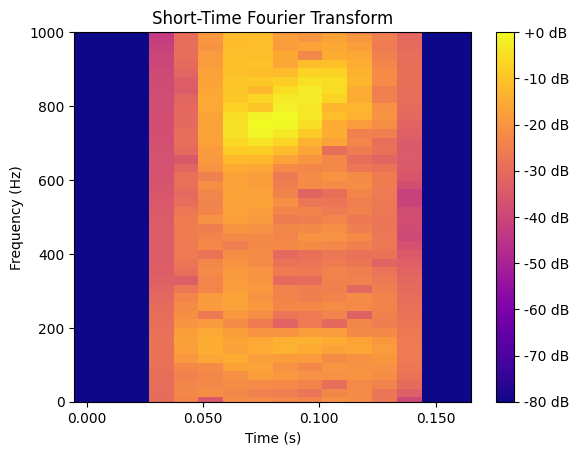 Short-Time Fourier Transform
1000
800
600
400
200
0
Frequency (Hz)
0.000
0.050
0.100
0.150
Time (s)
+0 dB
-10 dB
-20 dB
-30 dB
-40 dB
-50 dB
-60 dB
-70 dB
-80 dB